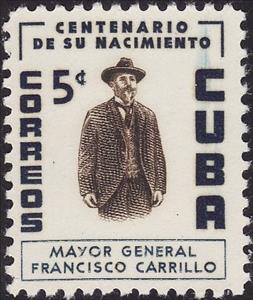 CENTENARIO
DE SU NACIMIENTO
5¢
CORREOS
CUBA
MAYOR GENERAL
FRANCISCO CARRILLO